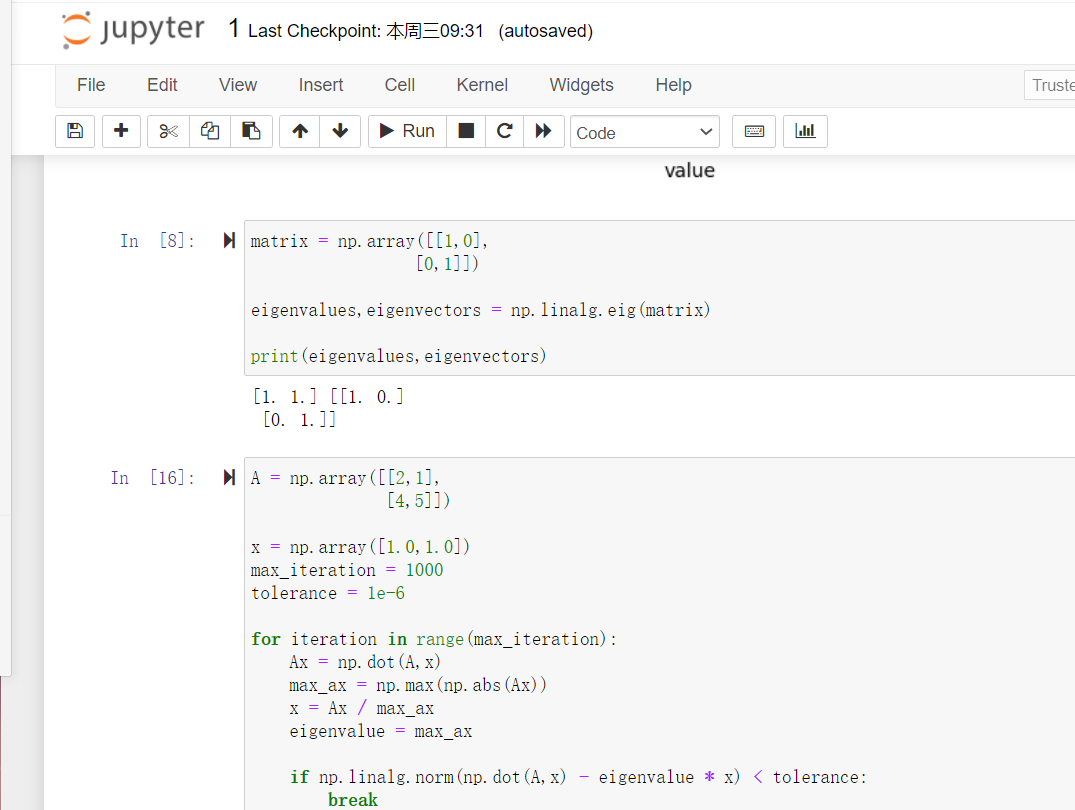 jupyter 1 Last Checkpoint: 本周三09:31 (autosaved)
File Edit View Insert Cell Kernel Widgets Help Truste
Run Code
value
In [8]: matrix = np.array([[1,0],
[0,1]])
eigenvalues,eigenvectors = np.linalg.eig(matrix)
print(eigenvalues,eigenvectors)
[1. 1.] [[1. 0.]
[0. 1.]]
In [16]: A = np.array([[2,1],
[4,5]])
x = np.array([1.0,1.0])
max_iteration = 1000
tolerance = 1e-6
for iteration in range(max_iteration):
Ax = np.dot(A,x)
max_ax = np.max(np.abs(Ax))
x = Ax / max_ax
eigenvalue = max_ax
if np.linalg.norm(np.dot(A,x) - eigenvalue * x) < tolerance:
break